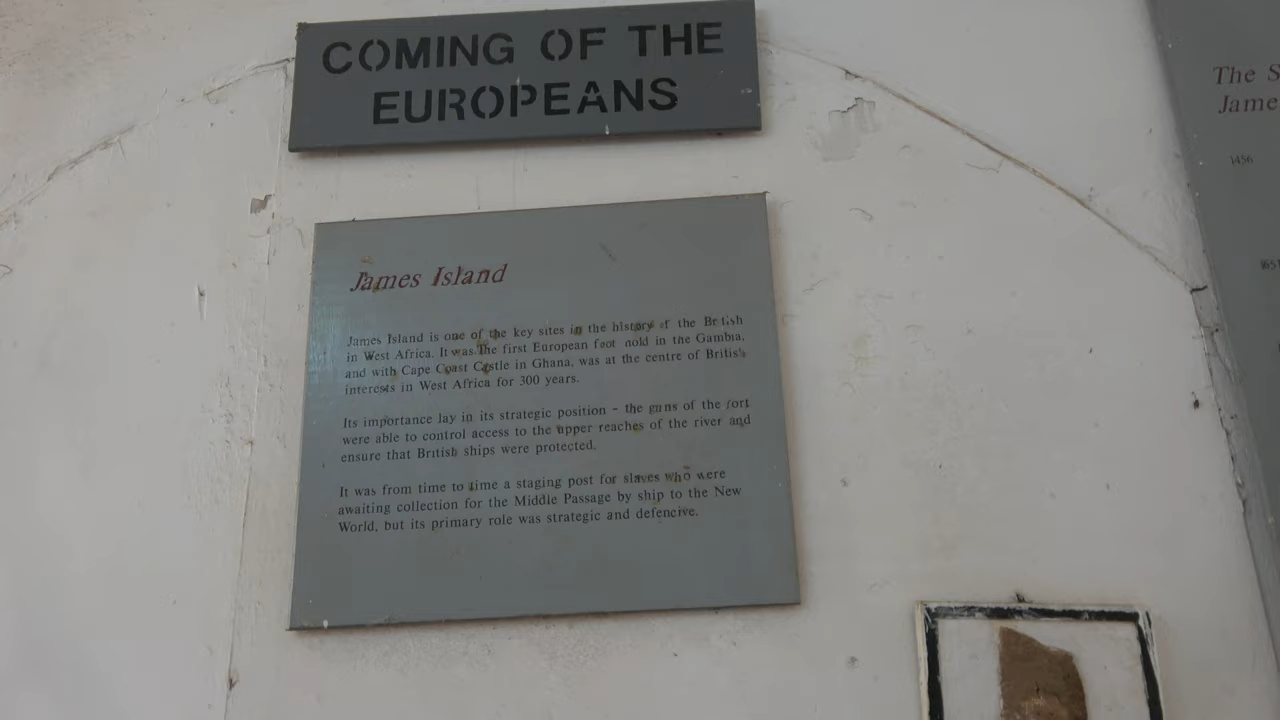 COMING OF THE
EUROPEANS
James Island
James Island is one of the key sites in the history of the British
in West Africa. It was The first European foot hold in the Gambia,
and with Cape Coast Castle in Ghana, was at the centre of British
interests in West Africa for 300 years.
Its importance lay in its strategic position - the guns of the fort
were able to control access to the upper reaches of the river and
ensure that British ships were protected.
It was from time to time a staging post for slaves who were
awaiting collection for the Middle Passage by ship to the New
World, but its primary role was strategic and defencive.
The S
Jame
1456
1651